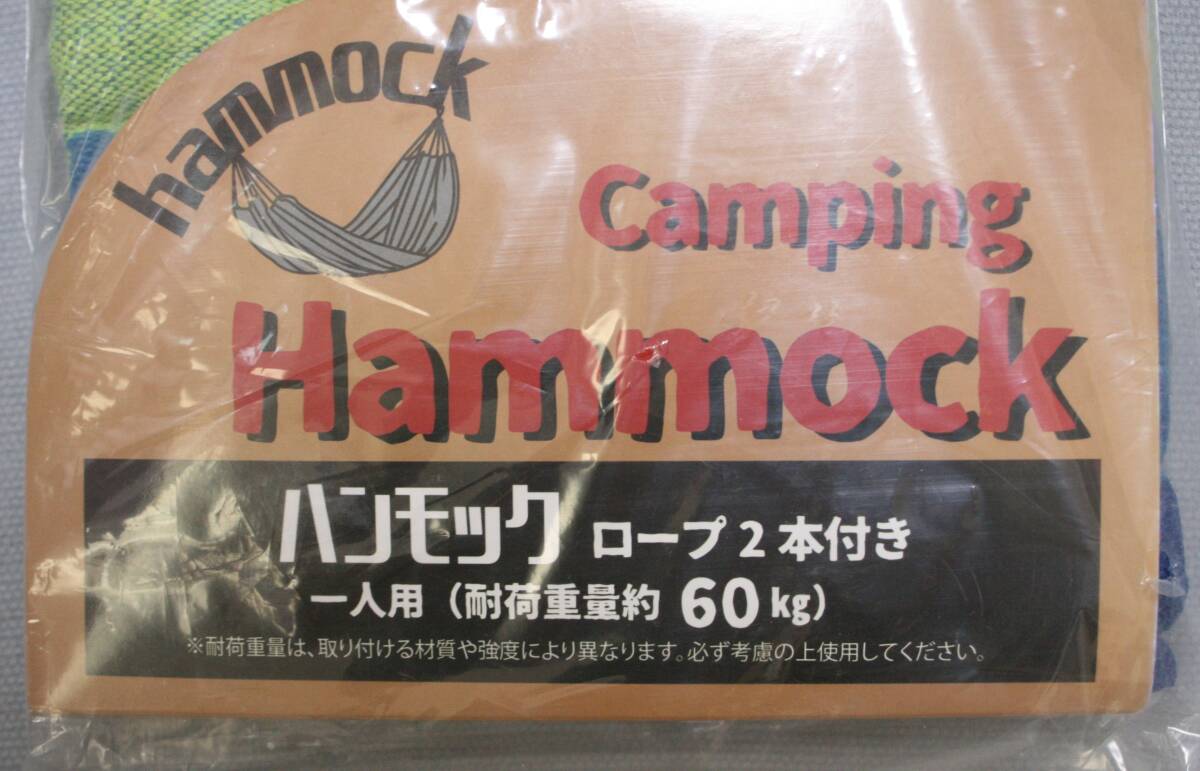 hammock
Camping
Hammock
ハンモック ロープ2本付き
一人用（耐荷重量約 60kg）
※耐荷重量は、取り付ける材質や強度により異なります。必ず考慮の上使用してください。